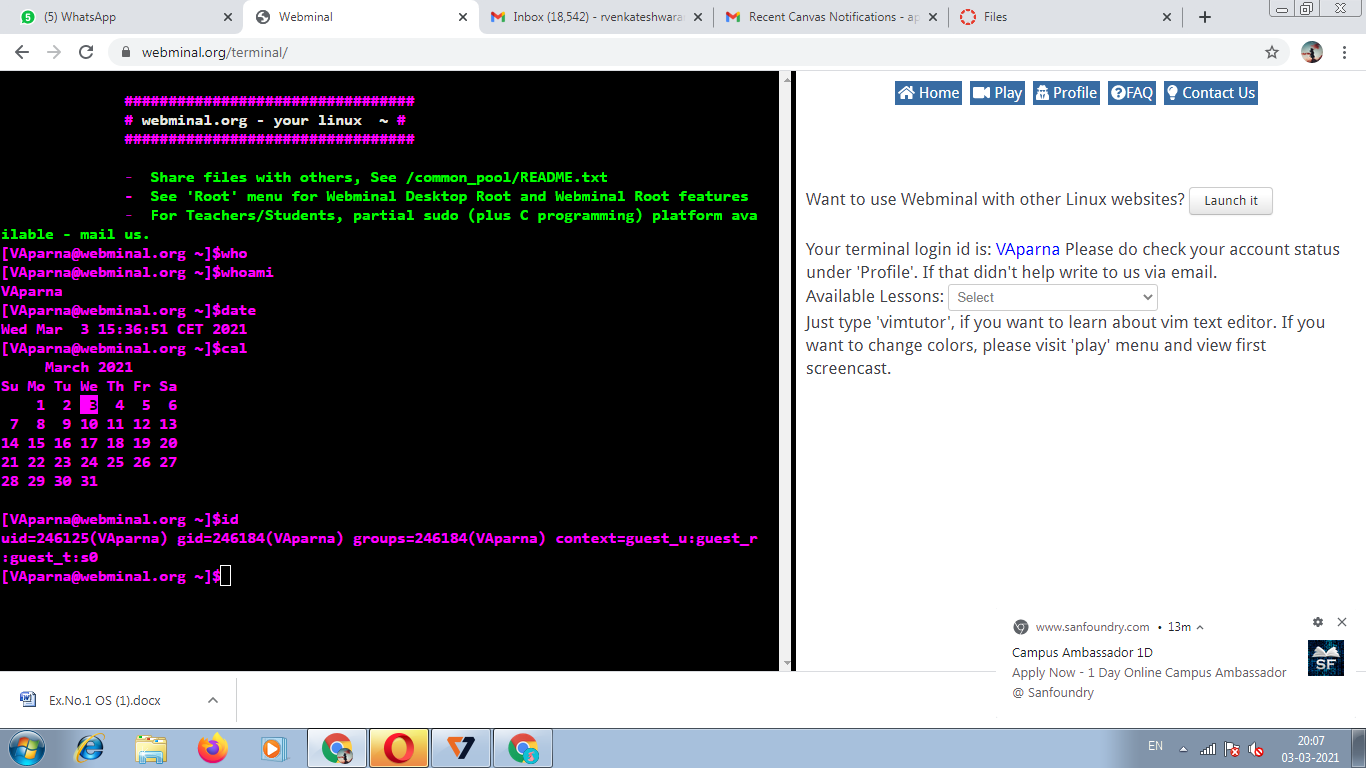 (5) WhatsApp
Webminal
Inbox (18,542) - rvenkateshwara
Recent Canvas Notifications - ap
Files
webminal.org/terminal/
#################################
# webminal.org - your linux ~ #
#################################
- Share files with others, See /common_pool/README.txt
- See 'Root' menu for Webminal Desktop Root and Webminal Root features
- For Teachers/Students, partial sudo (plus C programming) platform ava
ilable - mail us.
[VAparna@webminal.org ~]$who
[VAparna@webminal.org ~]$whoami
VAparna
[VAparna@webminal.org ~]$date
Wed Mar  3 15:36:51 CET 2021
[VAparna@webminal.org ~]$cal
March 2021
Su Mo Tu We Th Fr Sa
1 2 3 4 5 6
7 8 9 10 11 12 13
14 15 16 17 18 19 20
21 22 23 24 25 26 27
28 29 30 31
[VAparna@webminal.org ~]$id
uid=246125(VAparna) gid=246184(VAparna) groups=246184(VAparna) context=guest_u:guest_r
:guest_t:s0
[VAparna@webminal.org ~]$
Home Play Profile FAQ Contact Us
Want to use Webminal with other Linux websites? Launch it
Your terminal login id is: VAparna Please do check your account status
under 'Profile'. If that didn't help write to us via email.
Available Lessons: Select
Just type 'vimtutor', if you want to learn about vim text editor. If you
want to change colors, please visit 'play' menu and view first
screencast.
www.sanfoundry.com • 13m
Campus Ambassador 1D
Apply Now - 1 Day Online Campus Ambassador
@ Sanfoundry
SF
Ex.No.1 OS (1).docx
EN
20:07
03-03-2021